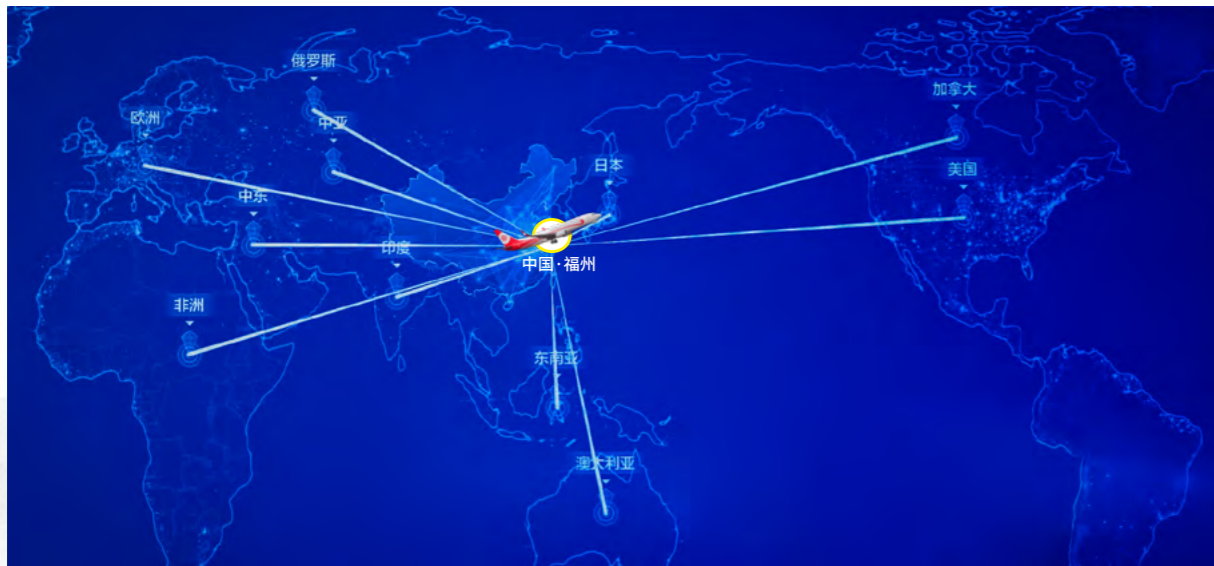 俄罗斯
加拿大
欧洲
中亚
日本
美国
中东
印度
中国·福州
非洲
东南亚
澳大利亚